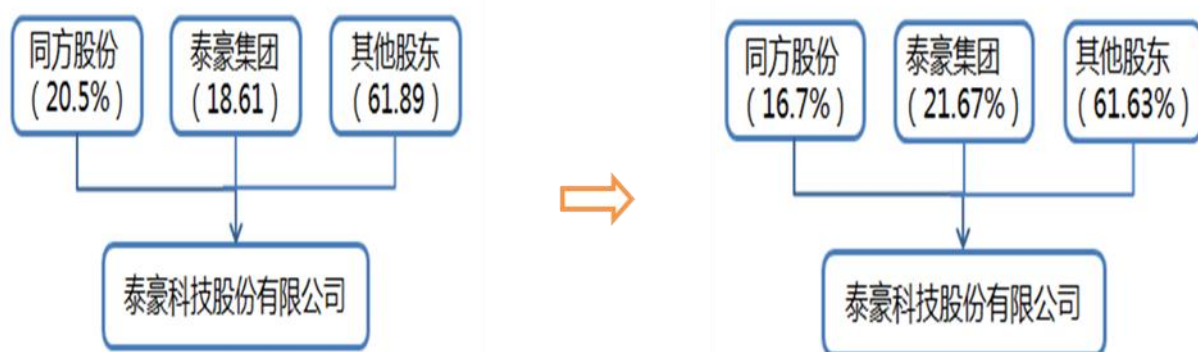 同方股份
（20.5%）
泰豪集团
（18.61）
其他股东
（61.89）
泰豪科技股份有限公司
同方股份
（16.7%）
泰豪集团
（21.67%）
其他股东
（61.63%）
泰豪科技股份有限公司